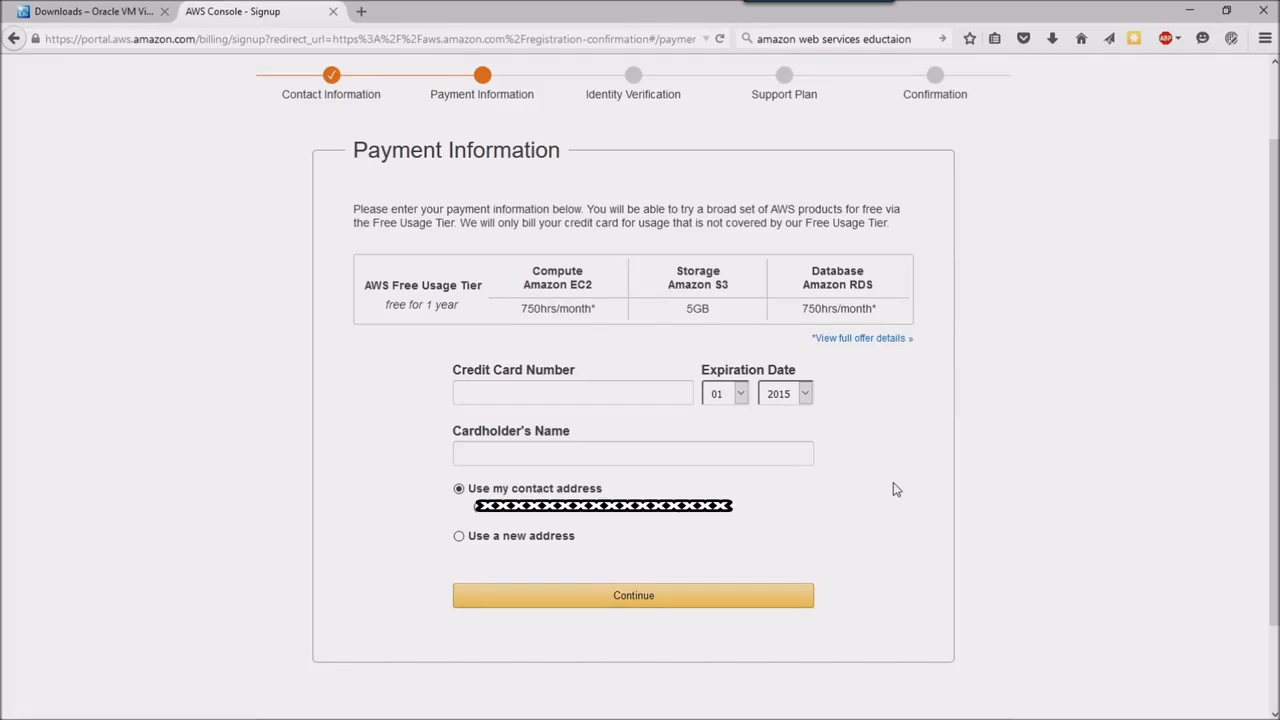 Downloads – Oracle VM Vi...
AWS Console - Signup
https://portal.aws.amazon.com/billing/signup?redirect_url=https%3A%2F%2Faws.amazon.com%2Fregistration-confirmation#/paymer
amazon web services eductaion
ABP
Contact Information
Payment Information
Identity Verification
Support Plan
Confirmation
Payment Information
Please enter your payment information below. You will be able to try a broad set of AWS products for free via
the Free Usage Tier. We will only bill your credit card for usage that is not covered by our Free Usage Tier.
AWS Free Usage Tier
free for 1 year
Compute
Amazon EC2
750hrs/month*
Storage
Amazon S3
5GB
Database
Amazon RDS
750hrs/month*
*View full offer details »
Credit Card Number
Expiration Date
01
2015
Cardholder's Name
Use my contact address
Use a new address
Continue